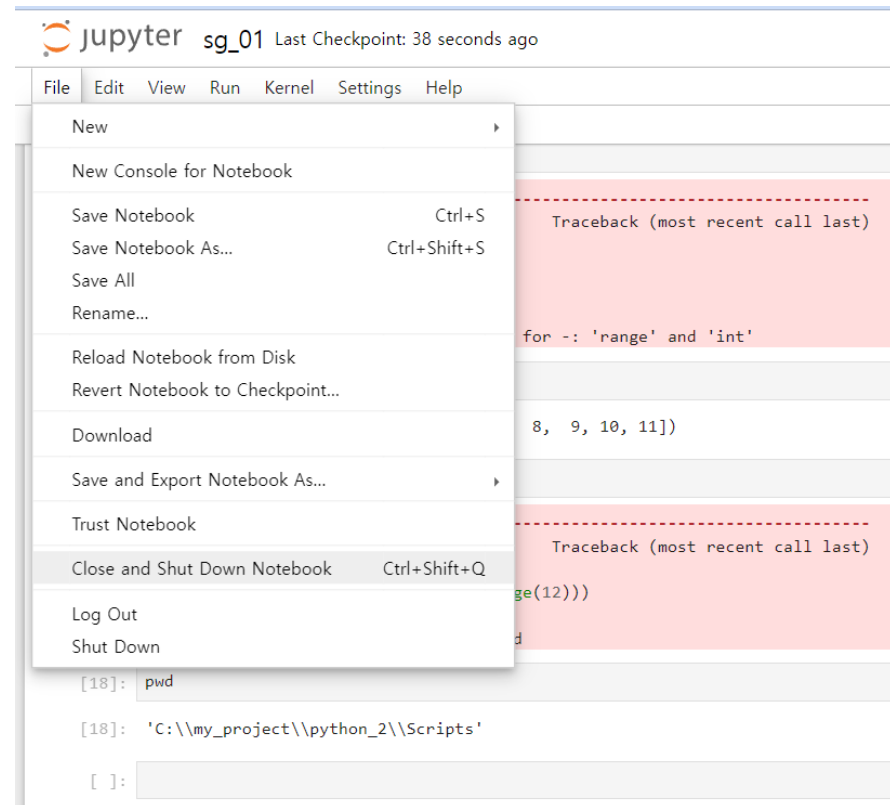 jupyter sg_01 Last Checkpoint: 38 seconds ago
File Edit View Run Kernel Settings Help
New
New Console for Notebook
Save Notebook Ctrl+S
Save Notebook As... Ctrl+Shift+S
Save All
Rename...
Reload Notebook from Disk
Revert Notebook to Checkpoint...
Download
Save and Export Notebook As...
Trust Notebook
Close and Shut Down Notebook Ctrl+Shift+Q
Log Out
Shut Down
------------------------------------
Traceback (most recent call last)
for -: 'range' and 'int'
8, 9, 10, 11])
------------------------------------
Traceback (most recent call last)
ge(12)))
d
[18]: pwd
[18]: 'C:\\my_project\\python_2\\Scripts'
[ ]: